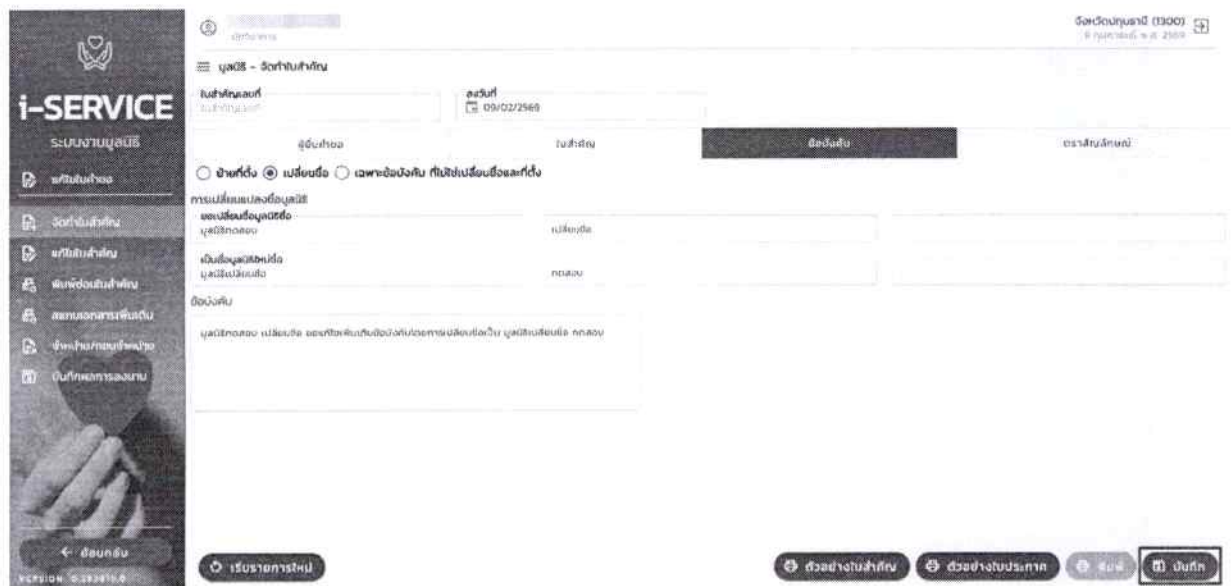 i-SERVICE
ระบบงานมูลนิธิ
แก้ไขใบคำขอ
จัดทำใบสำคัญ
แก้ไขใบสำคัญ
พิมพ์ซ่อมใบสำคัญ
สแกนเอกสารเพิ่มเติม
จำหน่าย/ถอนจำหน่าย
บันทึกผลการลงนาม
← ย้อนกลับ
จังหวัดปทุมธานี (1300)
9 กุมภาพันธ์ พ.ศ. 2569
มูลนิธิ - จัดทำใบสำคัญ
ใบสำคัญเลขที่
ใบสำคัญเลขที่
ลงวันที่
09/02/2569
ผู้ยื่นคำขอ
ใบสำคัญ
ข้อบังคับ
ตราสัญลักษณ์
ย้ายที่ตั้ง เปลี่ยนชื่อ เฉพาะข้อบังคับ ที่ไม่ใช่เปลี่ยนชื่อและที่ตั้ง
การเปลี่ยนแปลงชื่อมูลนิธิ
ขอเปลี่ยนชื่อมูลนิธิชื่อ
มูลนิธิทดสอบ เปลี่ยนชื่อ
เป็นชื่อมูลนิธิใหม่ชื่อ
มูลนิธิเปลี่ยนชื่อ ทดสอบ
ข้อบังคับ
มูลนิธิทดสอบ เปลี่ยนชื่อ ขอแก้ไขเพิ่มเติมข้อบังคับโดยการเปลี่ยนชื่อเป็น มูลนิธิเปลี่ยนชื่อ ทดสอบ
เริ่มรายการใหม่
ตัวอย่างใบสำคัญ
ตัวอย่างใบประกาศ
พิมพ์
บันทึก